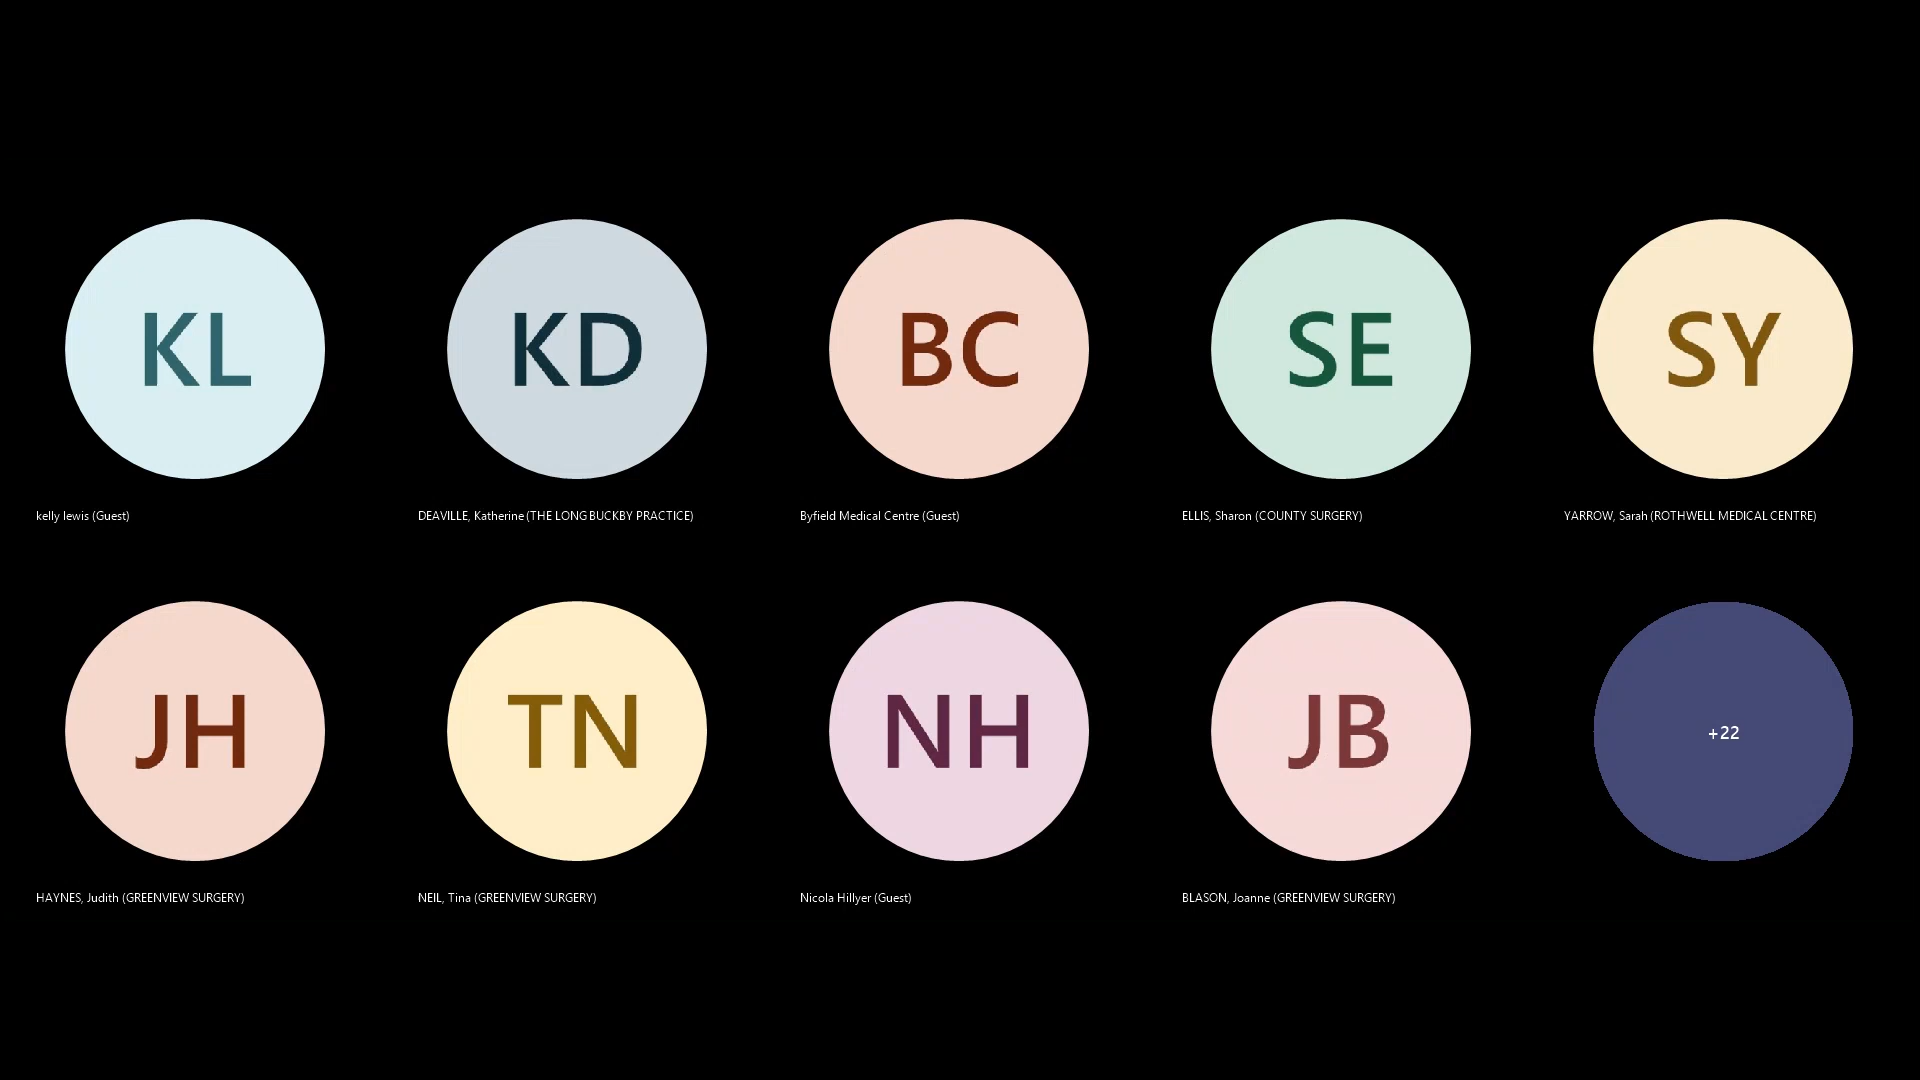 KL
KD
BC
SE
SY
kelly lewis (Guest)
DEAVILLE, Katherine (THE LONG BUCKBY PRACTICE)
Byfield Medical Centre (Guest)
ELLIS, Sharon (COUNTY SURGERY)
YARROW, Sarah (ROTHWELL MEDICAL CENTRE)
JH
TN
NH
JB
+22
HAYNES, Judith (GREENVIEW SURGERY)
NEIL, Tina (GREENVIEW SURGERY)
Nicola Hillyer (Guest)
BLASON, Joanne (GREENVIEW SURGERY)